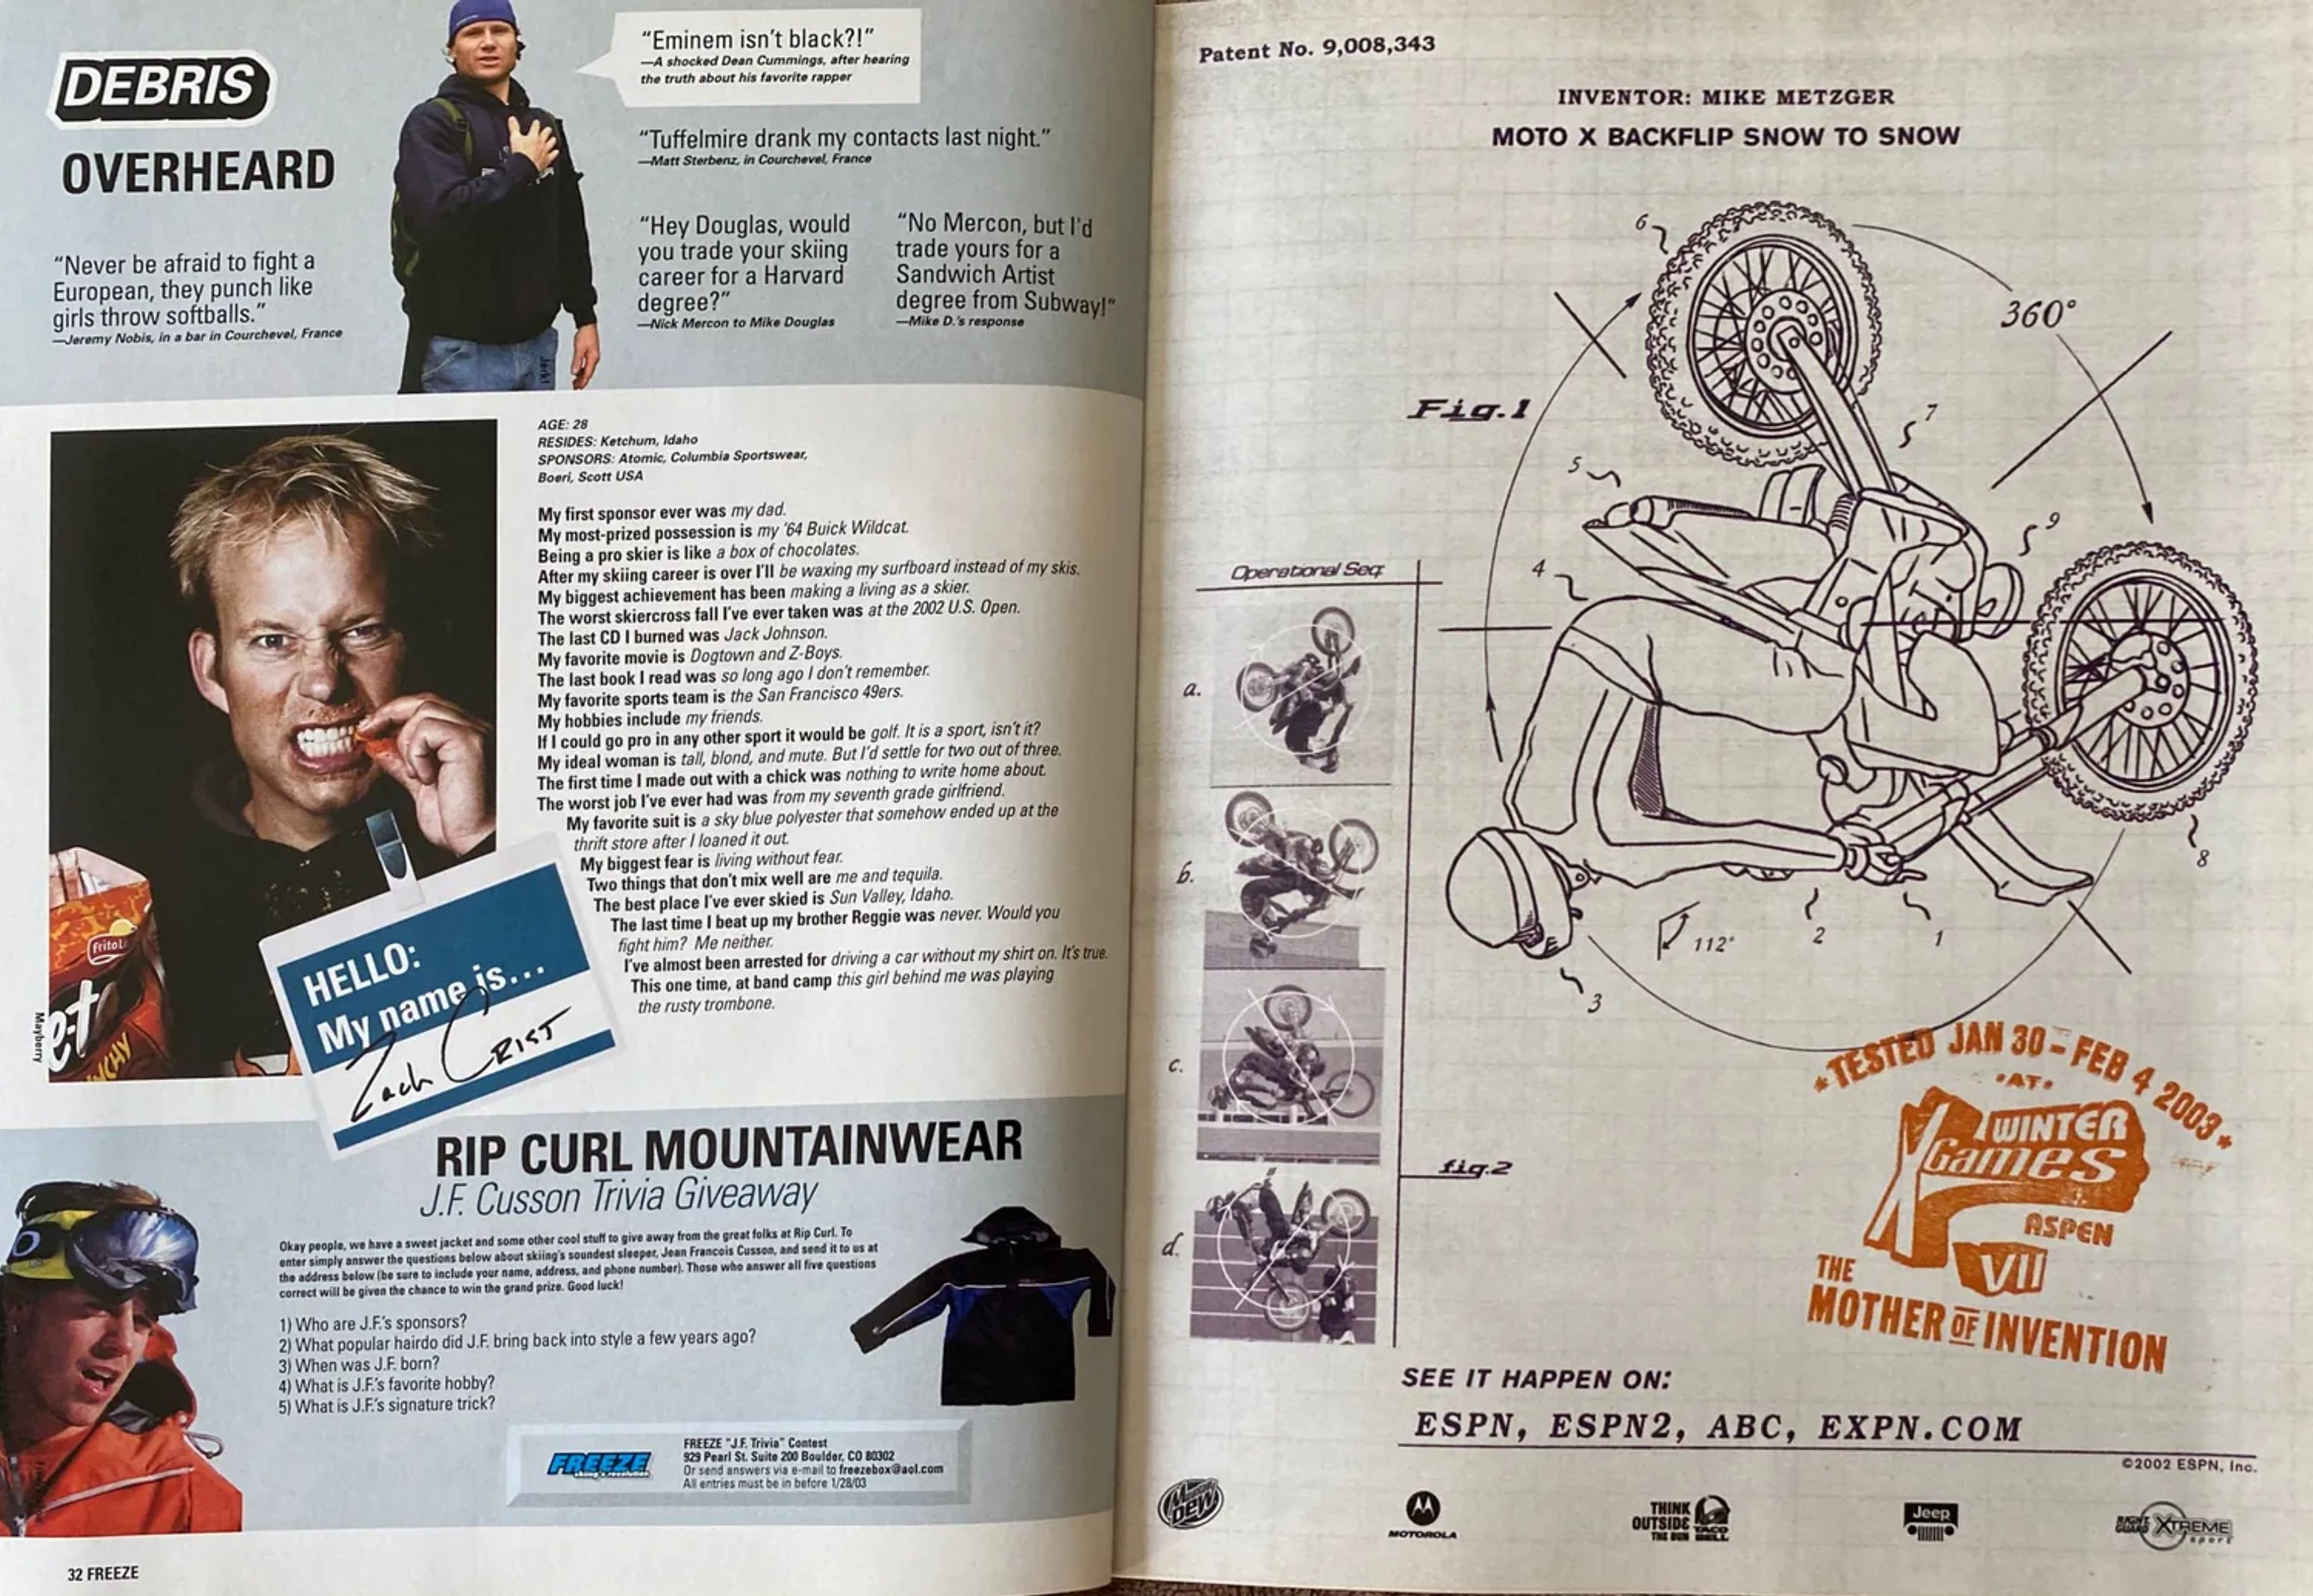 DEBRIS
OVERHEARD
“Never be afraid to fight a
European, they punch like
girls throw softballs.”
—Jeremy Nobis, in a bar in Courchevel, France
“Eminem isn’t black?!”
—A shocked Dean Cummings, after hearing
the truth about his favorite rapper
“Tuffelmire drank my contacts last night.”
—Matt Sterbenz, in Courchevel, France
“Hey Douglas, would
you trade your skiing
career for a Harvard
degree?”
—Nick Mercon to Mike Douglas
“No Mercon, but I'd
trade yours for a
Sandwich Artist
degree from Subway!”
—Mike D.'s response
AGE: 28
RESIDES: Ketchum, Idaho
SPONSORS: Atomic, Columbia Sportswear,
Boeri, Scott USA
My first sponsor ever was my dad.
My most-prized possession is my '64 Buick Wildcat.
Being a pro skier is like a box of chocolates.
After my skiing career is over I'll be waxing my surfboard instead of my skis.
My biggest achievement has been making a living as a skier.
The worst skiercross fall I've ever taken was at the 2002 U.S. Open.
The last CD I burned was Jack Johnson.
My favorite movie is Dogtown and Z-Boys.
The last book I read was so long ago I don't remember.
My favorite sports team is the San Francisco 49ers.
My hobbies include my friends.
If I could go pro in any other sport it would be golf. It is a sport, isn't it?
My ideal woman is tall, blond, and mute. But I'd settle for two out of three.
The first time I made out with a chick was nothing to write home about.
The worst job I've ever had was from my seventh grade girlfriend.
My favorite suit is a sky blue polyester that somehow ended up at the
thrift store after I loaned it out.
My biggest fear is living without fear.
Two things that don't mix well are me and tequila.
The best place I've ever skied is Sun Valley, Idaho.
The last time I beat up my brother Reggie was never. Would you
fight him? Me neither.
I've almost been arrested for driving a car without my shirt on. It's true.
This one time, at band camp this girl behind me was playing
the rusty trombone.
Mayberry
HELLO:
My name is...
Zach Crist
RIP CURL MOUNTAINWEAR
J.F. Cusson Trivia Giveaway
Okay people, we have a sweet jacket and some other cool stuff to give away from the great folks at Rip Curl. To
enter simply answer the questions below about skiing's soundest sleeper, Jean Francois Cusson, and send it to us at
the address below (be sure to include your name, address, and phone number). Those who answer all five questions
correct will be given the chance to win the grand prize. Good luck!
1) Who are J.F.'s sponsors?
2) What popular hairdo did J.F. bring back into style a few years ago?
3) When was J.F. born?
4) What is J.F.'s favorite hobby?
5) What is J.F.'s signature trick?
FREEZE
FREEZE "J.F. Trivia" Contest
929 Pearl St. Suite 200 Boulder, CO 80302
Or send answers via e-mail to freezebox@aol.com
All entries must be in before 1/28/03
32 FREEZE
Patent No. 9,008,343
INVENTOR: MIKE METZGER
MOTO X BACKFLIP SNOW TO SNOW
6
360°
Fig.1
7
5
9
4
Operational Seq:
a.
b.
c.
d.
8
112°
2
1
3
fig.2
*TESTED JAN 30 - FEB 4 2003*
•AT•
WINTER
X Games
ASPEN
VII
THE
MOTHER OF INVENTION
SEE IT HAPPEN ON:
ESPN, ESPN2, ABC, EXPN.COM
©2002 ESPN, Inc.
Mountain Dew
MOTOROLA
THINK
OUTSIDE
THE BUN
TACO
BELL
Jeep
RIGHT
GUARD
XTREME
sport